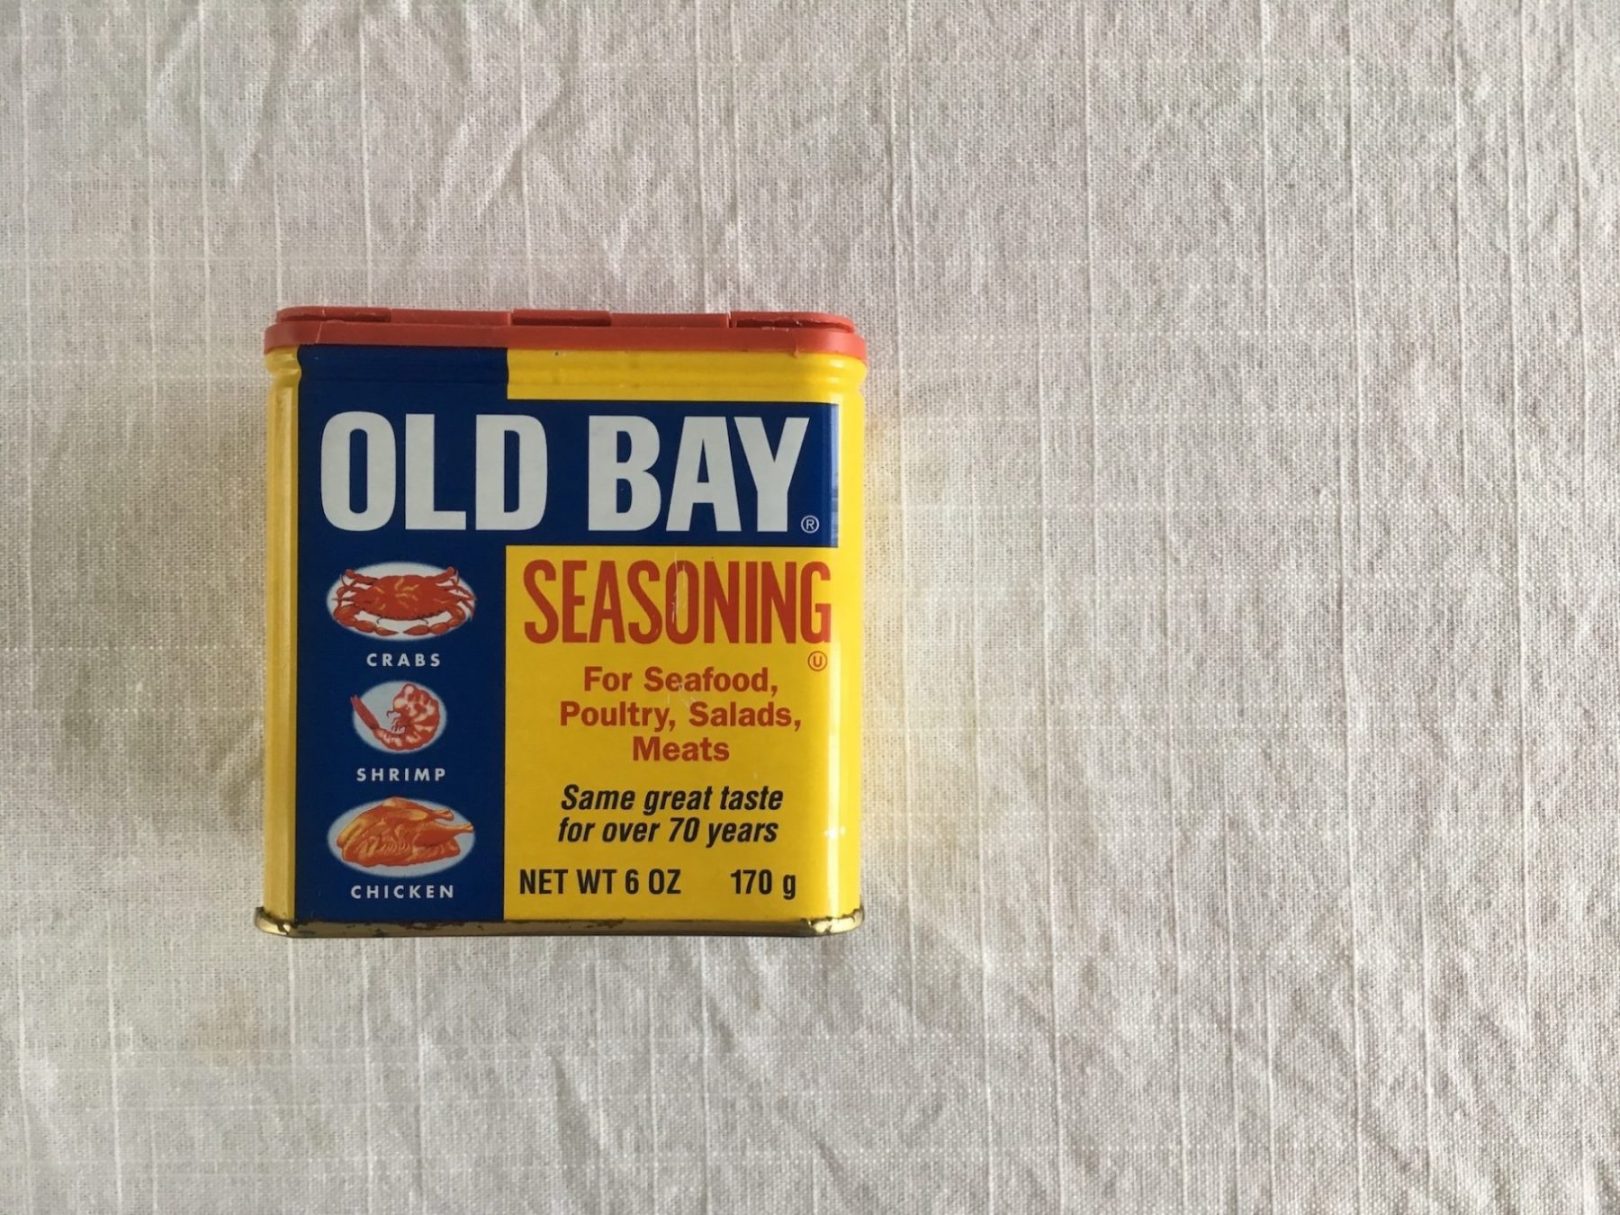 OLD BAY®
SEASONING
Ⓤ
For Seafood,
Poultry, Salads,
Meats
Same great taste
for over 70 years
NET WT 6 OZ 170 g
CRABS
SHRIMP
CHICKEN